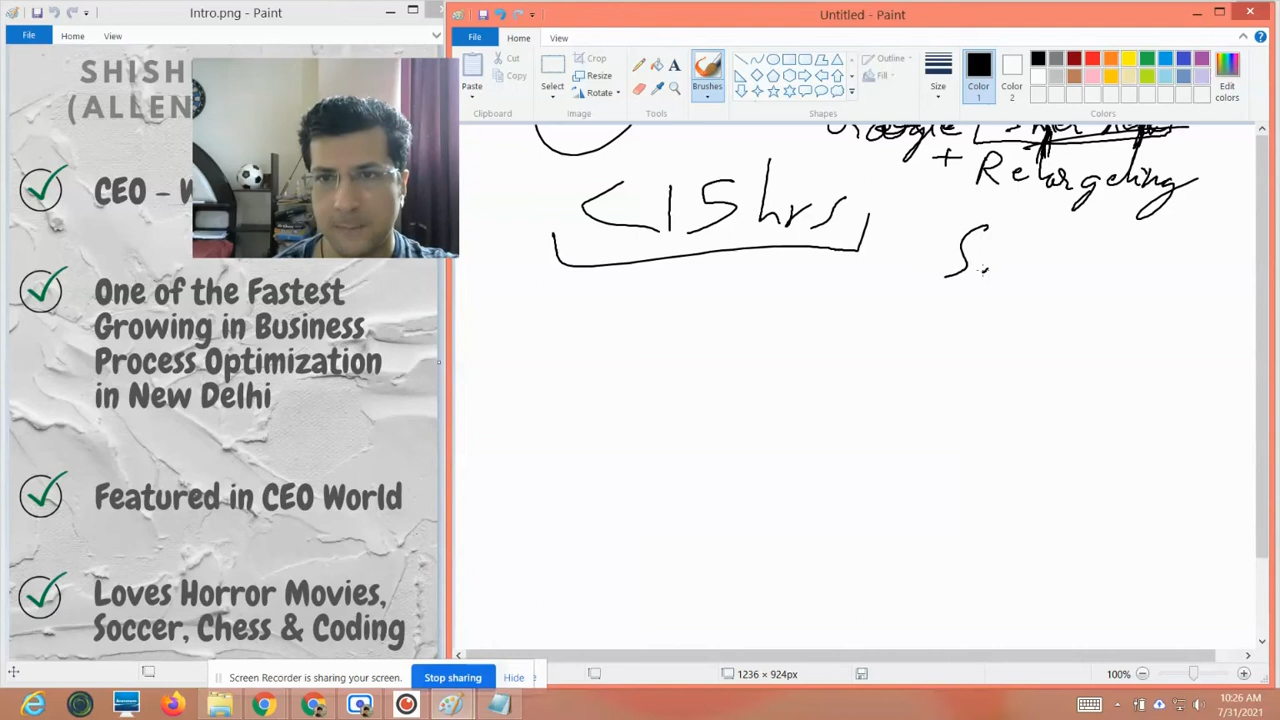 Intro.png - Paint
File Home View
SHISH
(ALLEN
CEO - W
One of the Fastest
Growing in Business
Process Optimization
in New Delhi
Featured in CEO World
Loves Horror Movies,
Soccer, Chess & Coding
Screen Recorder is sharing your screen. Stop sharing Hide
Untitled - Paint
File Home View
Paste
Cut
Copy
Clipboard
Select
Crop
Resize
Rotate
Image
Tools
Brushes
Shapes
Outline
Fill
Size
Color 1
Color 2
Edit colors
Colors
Google
+ Retargeting
<15 hrs
S
1236 × 924px
100%
10:26 AM
7/31/2021